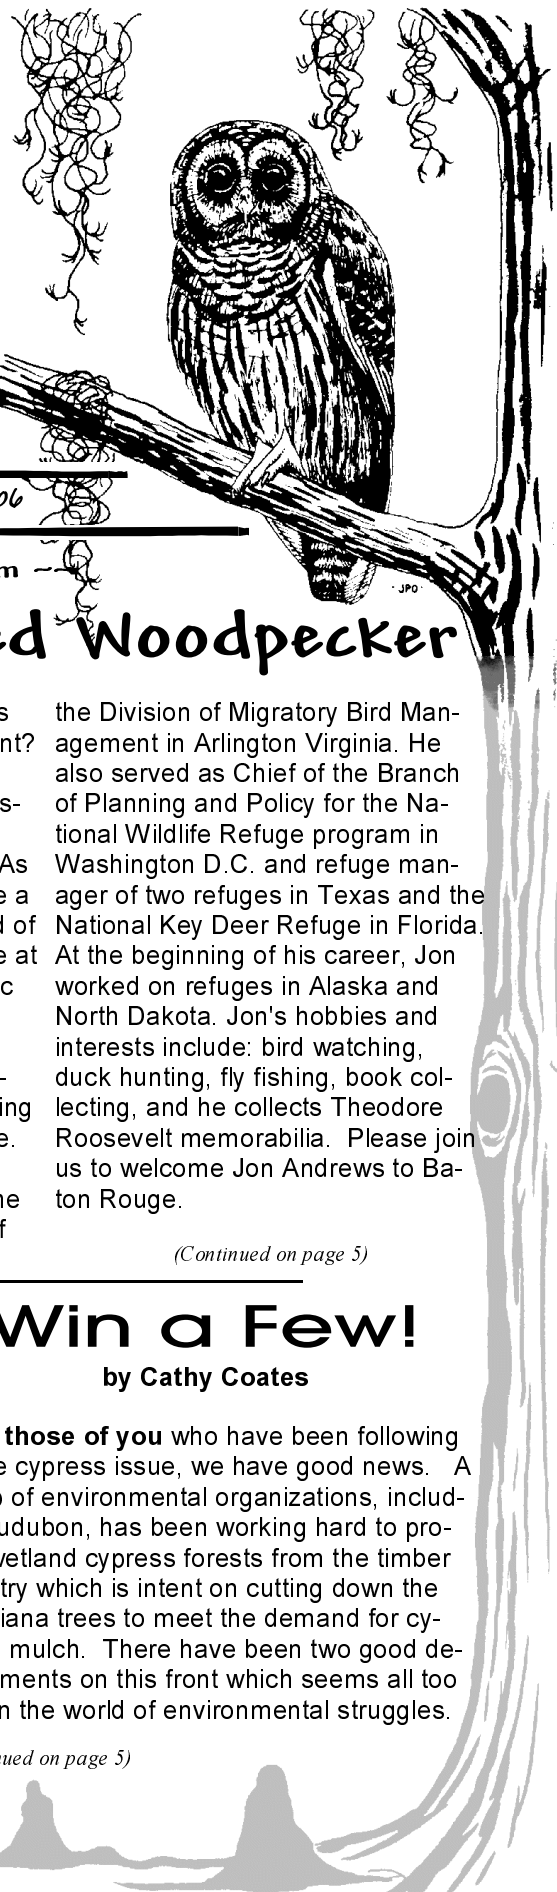 06
m ~~
ed Woodpecker
· JPO ·
s
nt?
s-
As
e a
d of
e at
c
-
ing
e.
ne
f
the Division of Migratory Bird Man-
agement in Arlington Virginia. He
also served as Chief of the Branch
of Planning and Policy for the Na-
tional Wildlife Refuge program in
Washington D.C. and refuge man-
ager of two refuges in Texas and the
National Key Deer Refuge in Florida.
At the beginning of his career, Jon
worked on refuges in Alaska and
North Dakota. Jon's hobbies and
interests include: bird watching,
duck hunting, fly fishing, book col-
lecting, and he collects Theodore
Roosevelt memorabilia.  Please join
us to welcome Jon Andrews to Ba-
ton Rouge.
(Continued on page 5)
Win a Few!
by Cathy Coates
those of you who have been following
e cypress issue, we have good news.   A
p of environmental organizations, includ-
udubon, has been working hard to pro-
wetland cypress forests from the timber
try which is intent on cutting down the
iana trees to meet the demand for cy-
mulch.  There have been two good de-
ments on this front which seems all too
n the world of environmental struggles.
nued on page 5)